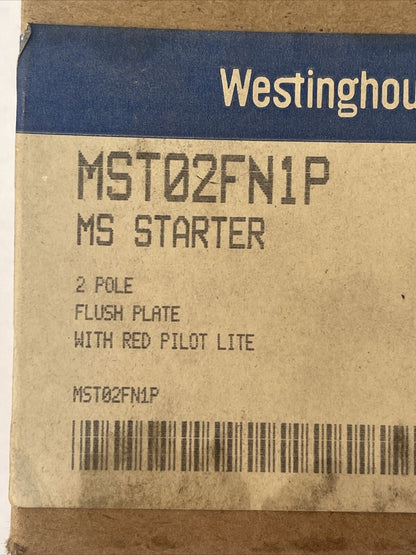 Westinghou
MST02FN1P
MS STARTER
2 POLE
FLUSH PLATE
WITH RED PILOT LITE
MST02FN1P